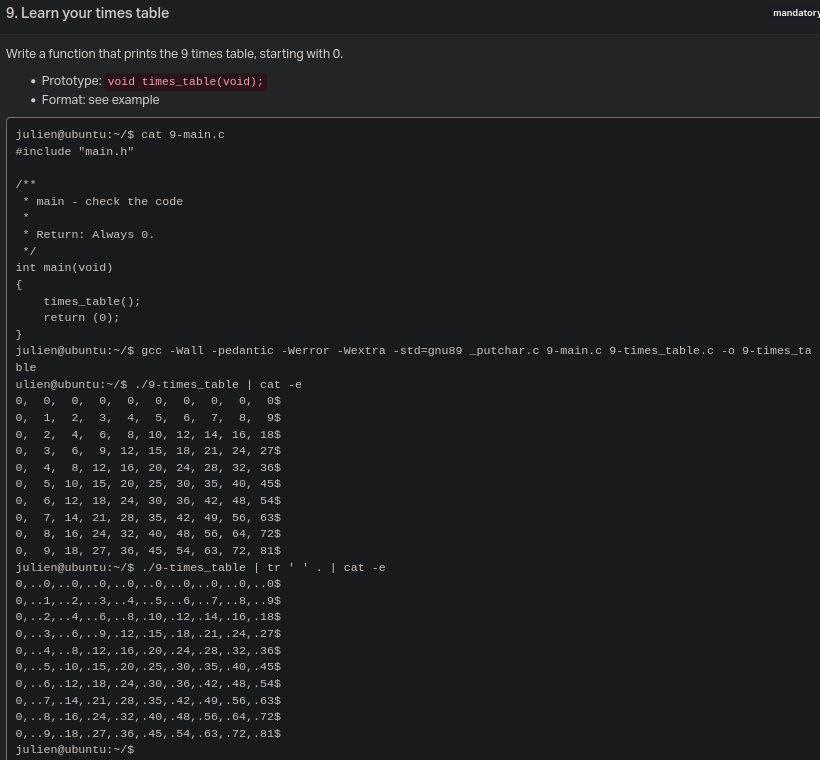 9. Learn your times table
mandatory
Write a function that prints the 9 times table, starting with 0.
• Prototype: void times_table(void);
• Format: see example
julien@ubuntu:~/$ cat 9-main.c
#include "main.h"

/**
 * main - check the code
 *
 * Return: Always 0.
 */
int main(void)
{
    times_table();
    return (0);
}
julien@ubuntu:~/$ gcc -Wall -pedantic -Werror -Wextra -std=gnu89 _putchar.c 9-main.c 9-times_table.c -o 9-times_ta
ble
ulien@ubuntu:~/$ ./9-times_table | cat -e
0,  0,  0,  0,  0,  0,  0,  0,  0,  0$
0,  1,  2,  3,  4,  5,  6,  7,  8,  9$
0,  2,  4,  6,  8, 10, 12, 14, 16, 18$
0,  3,  6,  9, 12, 15, 18, 21, 24, 27$
0,  4,  8, 12, 16, 20, 24, 28, 32, 36$
0,  5, 10, 15, 20, 25, 30, 35, 40, 45$
0,  6, 12, 18, 24, 30, 36, 42, 48, 54$
0,  7, 14, 21, 28, 35, 42, 49, 56, 63$
0,  8, 16, 24, 32, 40, 48, 56, 64, 72$
0,  9, 18, 27, 36, 45, 54, 63, 72, 81$
julien@ubuntu:~/$ ./9-times_table | tr ' ' . | cat -e
0,..0,..0,..0,..0,..0,..0,..0,..0,..0$
0,..1,..2,..3,..4,..5,..6,..7,..8,..9$
0,..2,..4,..6,..8,.10,.12,.14,.16,.18$
0,..3,..6,..9,.12,.15,.18,.21,.24,.27$
0,..4,..8,.12,.16,.20,.24,.28,.32,.36$
0,..5,.10,.15,.20,.25,.30,.35,.40,.45$
0,..6,.12,.18,.24,.30,.36,.42,.48,.54$
0,..7,.14,.21,.28,.35,.42,.49,.56,.63$
0,..8,.16,.24,.32,.40,.48,.56,.64,.72$
0,..9,.18,.27,.36,.45,.54,.63,.72,.81$
julien@ubuntu:~/$